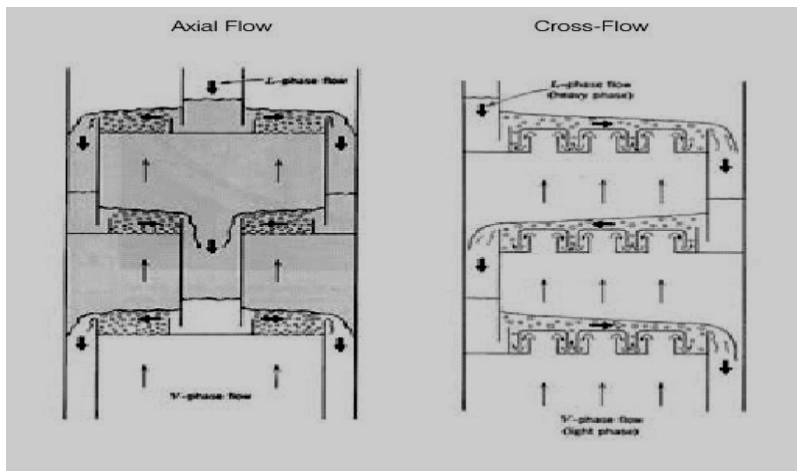 Axial Flow
Cross-Flow
L-phase flow
L-phase flow
(heavy phase)
V-phase flow
V-phase flow
(light phase)